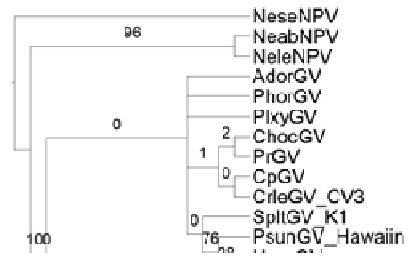 NeseNPV
96
NeabNPV
NeleNPV
AdorGV
PhorGV
0
PlxyGV
2
ChocGV
1
PrGV
0
CpGV
CrleGV_CV3
0
SpltGV_K1
100
76
PsunGV_Hawaiin